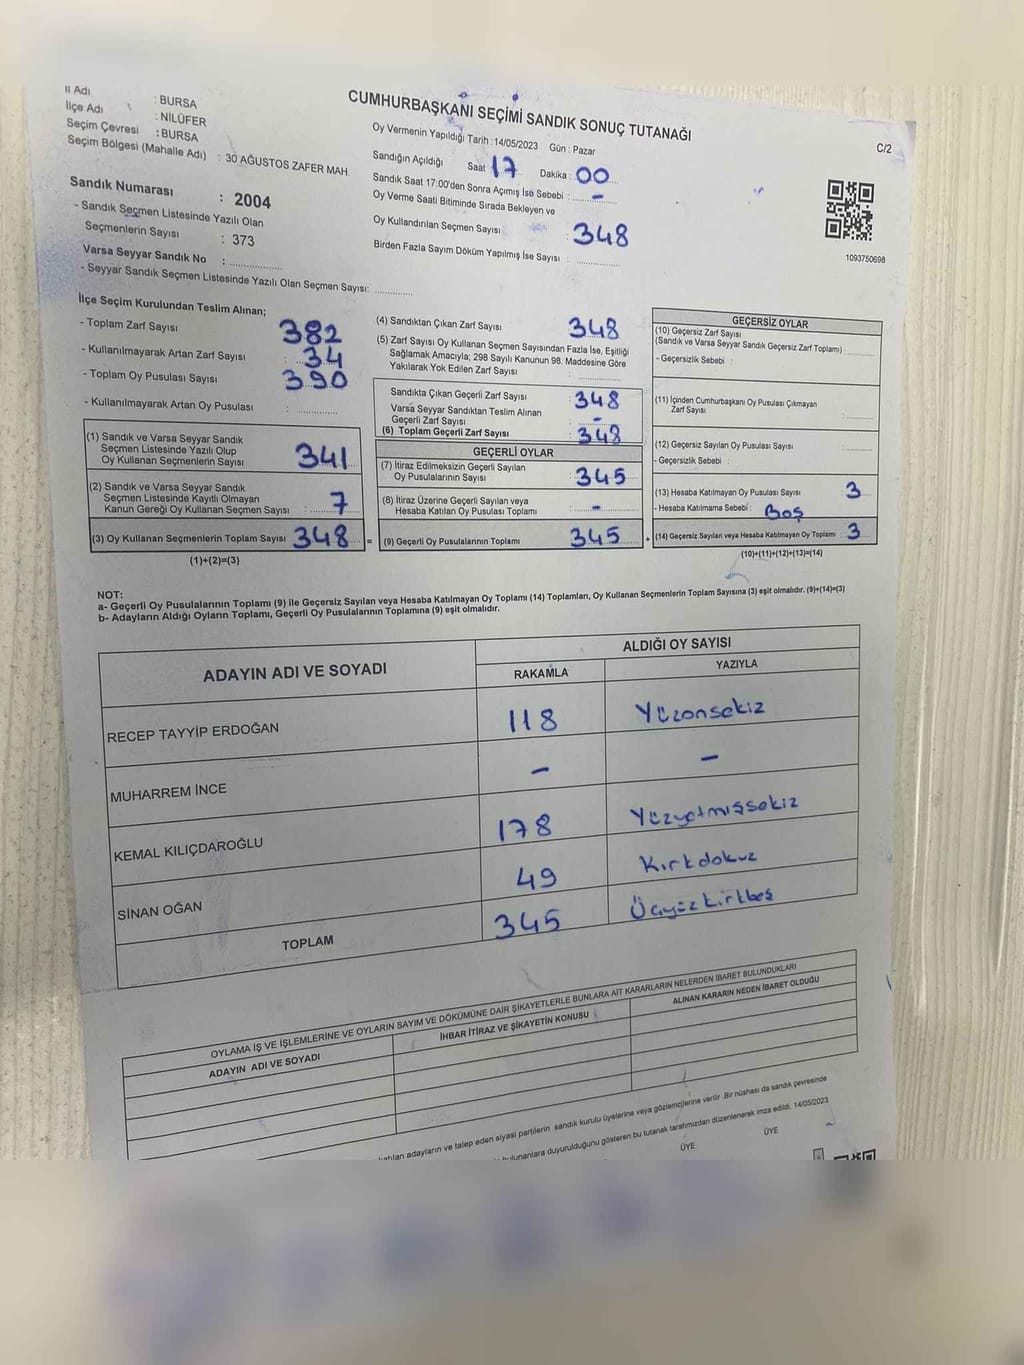 İl Adı : BURSA
İlçe Adı : NİLÜFER
Seçim Çevresi : BURSA
Seçim Bölgesi (Mahalle Adı) : 30 AĞUSTOS ZAFER MAH.
Sandık Numarası : 2004
- Sandık Seçmen Listesinde Yazılı Olan
Seçmenlerin Sayısı : 373
Varsa Seyyar Sandık No :
- Seyyar Sandık Seçmen Listesinde Yazılı Olan Seçmen Sayısı:
CUMHURBAŞKANI SEÇİMİ SANDIK SONUÇ TUTANAĞI
C/2
Oy Vermenin Yapıldığı Tarih : 14/05/2023 Gün : Pazar
Sandığın Açıldığı Saat 17 Dakika : 00
Sandık Saat 17:00'den Sonra Açımış İse Sebebi : -
Oy Verme Saati Bitiminde Sırada Bekleyen ve
Oy Kullandırılan Seçmen Sayısı : 348
Birden Fazla Sayım Döküm Yapılmış İse Sayısı :
1093750698
İlçe Seçim Kurulundan Teslim Alınan;
- Toplam Zarf Sayısı 382
- Kullanılmayarak Artan Zarf Sayısı : 34
- Toplam Oy Pusulası Sayısı : 390
- Kullanılmayarak Artan Oy Pusulası :
(1) Sandık ve Varsa Seyyar Sandık
Seçmen Listesinde Yazılı Olup
Oy Kullanan Seçmenlerin Sayısı 341
(2) Sandık ve Varsa Seyyar Sandık
Seçmen Listesinde Kayıtlı Olmayan
Kanun Gereği Oy Kullanan Seçmen Sayısı : 7
(3) Oy Kullanan Seçmenlerin Toplam Sayısı 348 =
(1)+(2)=(3)
(4) Sandıktan Çıkan Zarf Sayısı 348
(5) Zarf Sayısı Oy Kullanan Seçmen Sayısından Fazla İse, Eşitliği
Sağlamak Amacıyla; 298 Sayılı Kanunun 98. Maddesine Göre
Yakılarak Yok Edilen Zarf Sayısı :
Sandıkta Çıkan Geçerli Zarf Sayısı : 348
Varsa Seyyar Sandıktan Teslim Alınan
Geçerli Zarf Sayısı : -
(6) Toplam Geçerli Zarf Sayısı : 348
GEÇERLİ OYLAR
(7) İtiraz Edilmeksizin Geçerli Sayılan
Oy Pusulalarının Sayısı : 345
(8) İtiraz Üzerine Geçerli Sayılan veya
Hesaba Katılan Oy Pusulası Toplamı : -
(9) Geçerli Oy Pusulalarının Toplamı 345 +
GEÇERSİZ OYLAR
(10) Geçersiz Zarf Sayısı
(Sandık ve Varsa Seyyar Sandık Geçersiz Zarf Toplamı) :
- Geçersizlik Sebebi :
(11) İçinden Cumhurbaşkanı Oy Pusulası Çıkmayan
Zarf Sayısı :
(12) Geçersiz Sayılan Oy Pusulası Sayısı :
- Geçersizlik Sebebi :
(13) Hesaba Katılmayan Oy Pusulası Sayısı : 3
- Hesaba Katılmama Sebebi : Boş
(14) Geçersiz Sayılan veya Hesaba Katılmayan Oy Toplamı : 3
(10)+(11)+(12)+(13)=(14)
NOT:
a- Geçerli Oy Pusulalarının Toplamı (9) ile Geçersiz Sayılan veya Hesaba Katılmayan Oy Toplamı (14) Toplamları, Oy Kullanan Seçmenlerin Toplam Sayısına (3) eşit olmalıdır. (9)+(14)=(3)
b- Adayların Aldığı Oyların Toplamı, Geçerli Oy Pusulalarının Toplamına (9) eşit olmalıdır.
ADAYIN ADI VE SOYADI
ALDIĞI OY SAYISI
RAKAMLA YAZIYLA
RECEP TAYYİP ERDOĞAN 118 Yüzonsekiz
MUHARREM İNCE - -
KEMAL KILIÇDAROĞLU 178 Yüzyetmişsekiz
SİNAN OĞAN 49 Kırkdokuz
TOPLAM 345 Üçyüzkırkbeş
OYLAMA İŞ VE İŞLEMLERİNE VE OYLARIN SAYIM VE DÖKÜMÜNE DAİR ŞİKAYETLERLE BUNLARA AİT KARARLARIN NELERDEN İBARET BULUNDUKLARI
ADAYIN ADI VE SOYADI İHBAR İTİRAZ VE ŞİKAYETİN KONUSU ALINAN KARARIN NEDEN İBARET OLDUĞU
adayların ve talep eden siyasi partilerin sandık kurulu üyelerine veya gözlemcilerine verilir. Bir nüshası da sandık çevresinde
bulunanlara duyurulduğunu gösteren bu tutanak tarafımızdan düzenlenerek imza edildi. 14/05/2023
ÜYE ÜYE